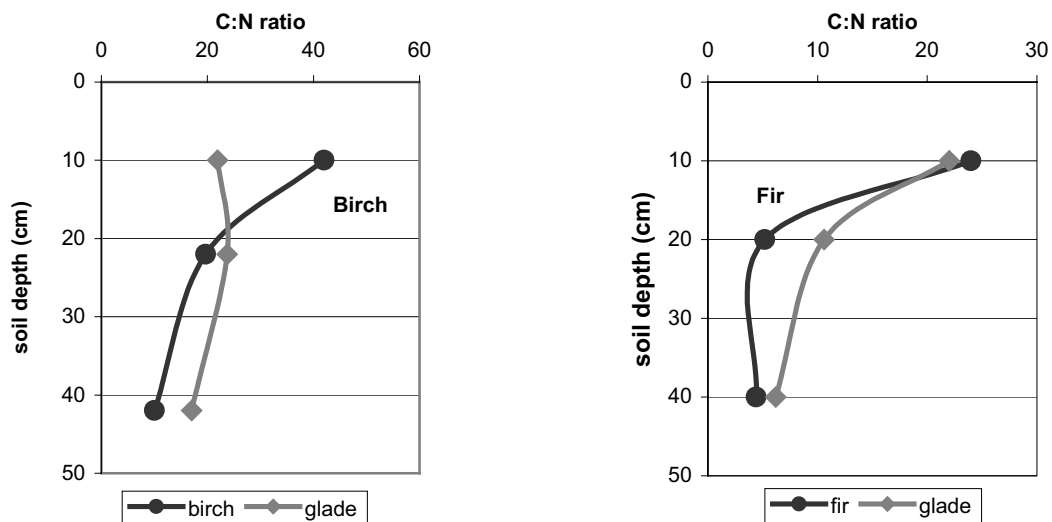 C:N ratio
0 20 40 60
0
10
20
30
40
50
soil depth (cm)
Birch
birch glade
C:N ratio
0 10 20 30
0
10
20
30
40
50
soil depth (cm)
Fir
fir glade